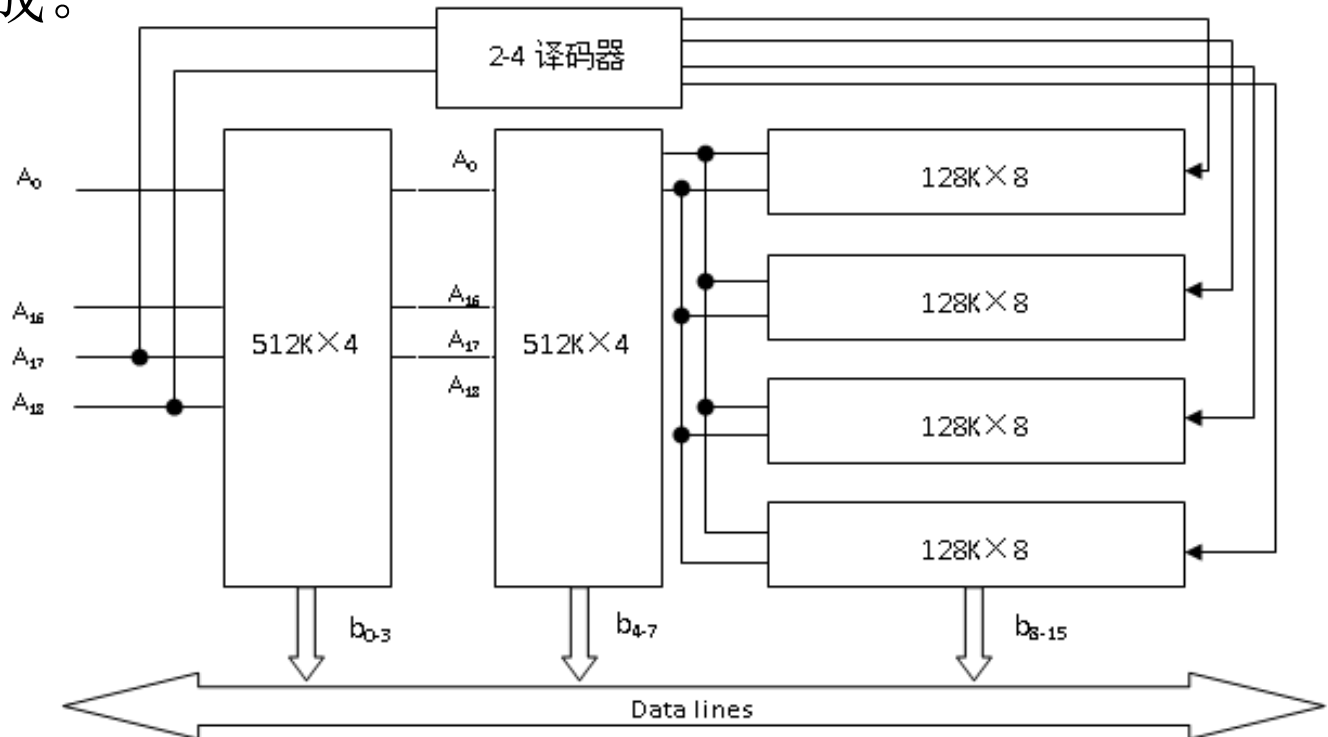 成。
2-4 译码器
A₀
A₁₆
A₁₇
A₁₈
512K×4
A₀
A₁₆
A₁₇
A₁₈
512K×4
128K×8
128K×8
128K×8
128K×8
b₀₋₃
b₄₋₇
b₈₋₁₅
Data lines